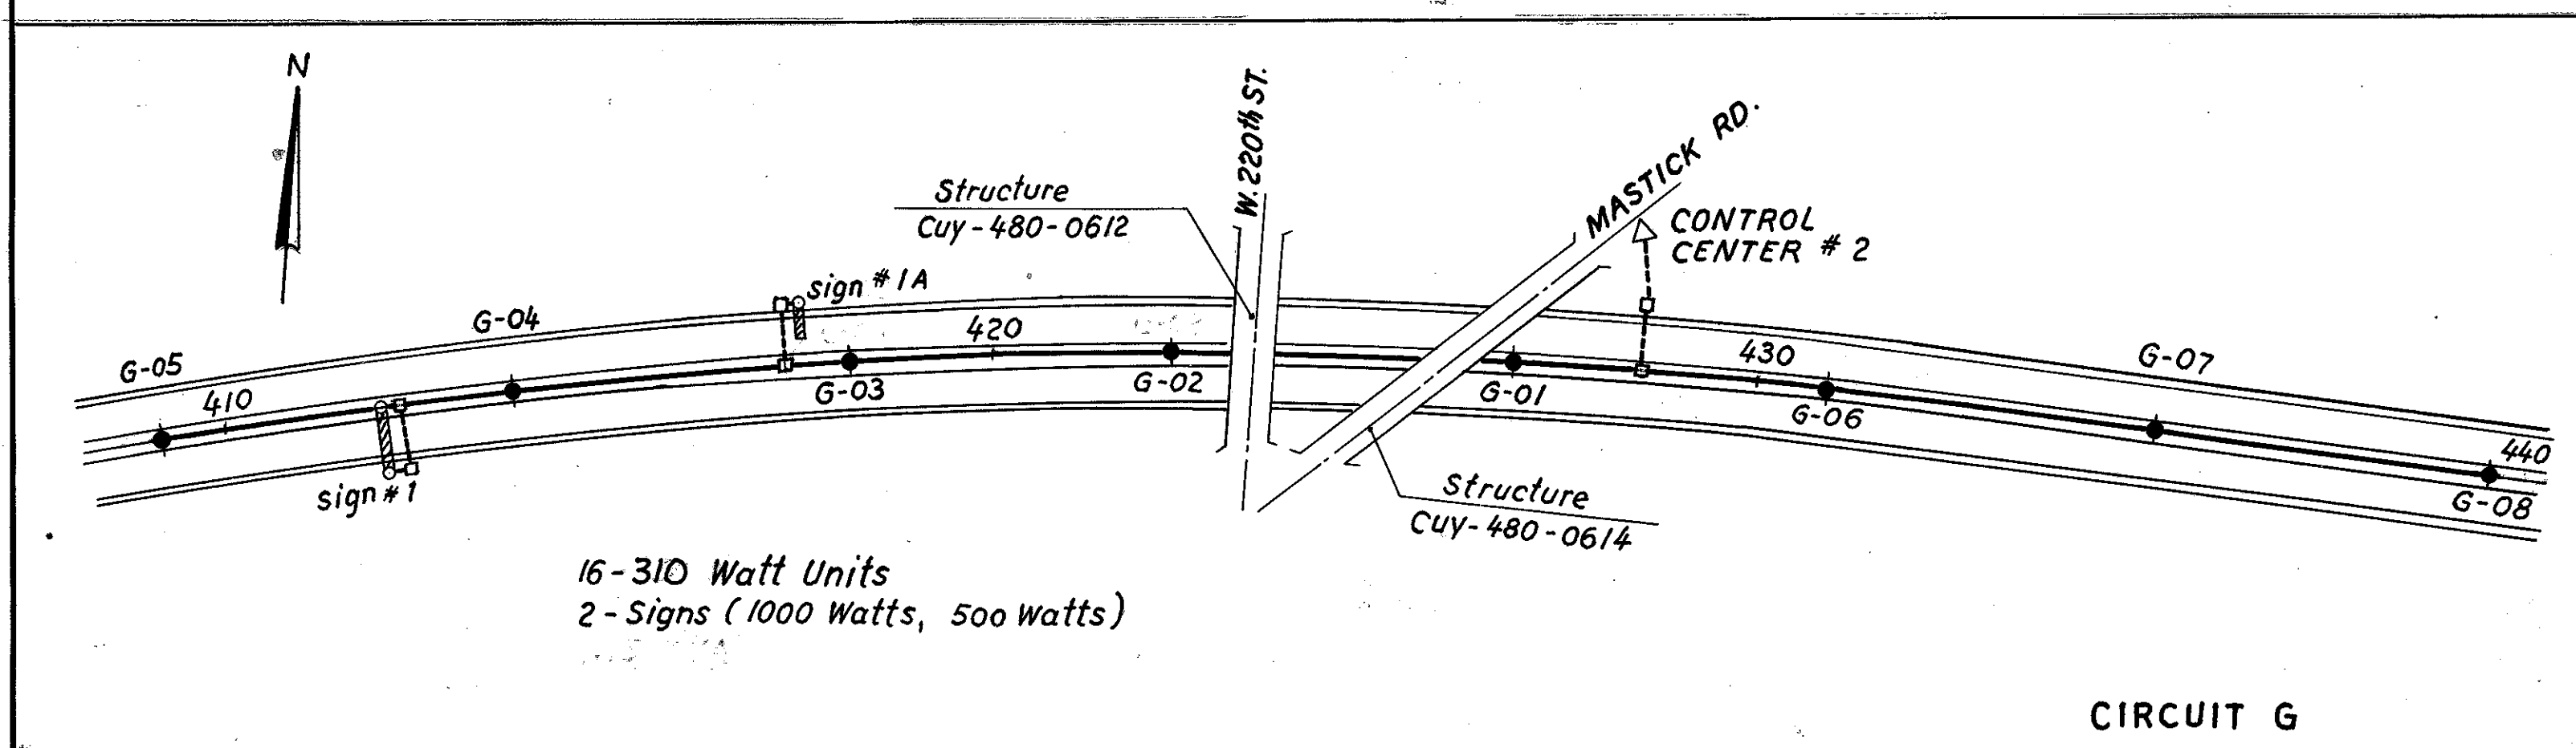 N
W. 220th ST.
MASTICK RD.
Structure
Cuy-480-0612
CONTROL
CENTER # 2
sign # 1A
G-04
420
G-05
410
G-03
G-02
G-01
430
G-06
G-07
440
G-08
sign # 1
Structure
Cuy-480-0614
16-310 Watt Units
2-Signs (1000 Watts, 500 Watts)
CIRCUIT G